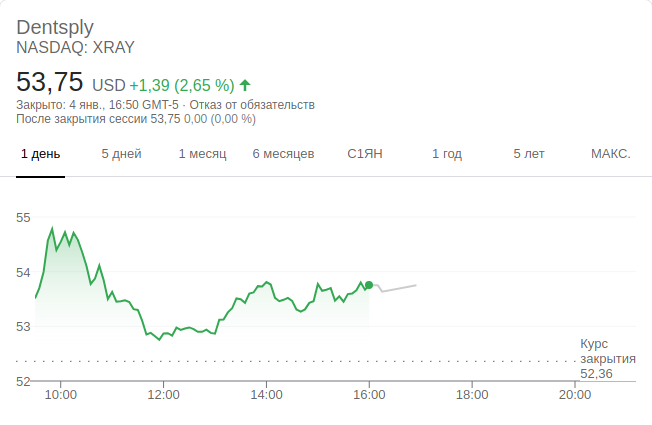 Dentsply
NASDAQ: XRAY
53,75 USD +1,39 (2,65 %)
Закрыто: 4 янв., 16:50 GMT-5 · Отказ от обязательств
После закрытия сессии 53,75 0,00 (0,00 %)
1 день 5 дней 1 месяц 6 месяцев С1ЯН 1 год 5 лет МАКС.
55
54
53
Курс
закрытия
52,36
52
10:00 12:00 14:00 16:00 18:00 20:00